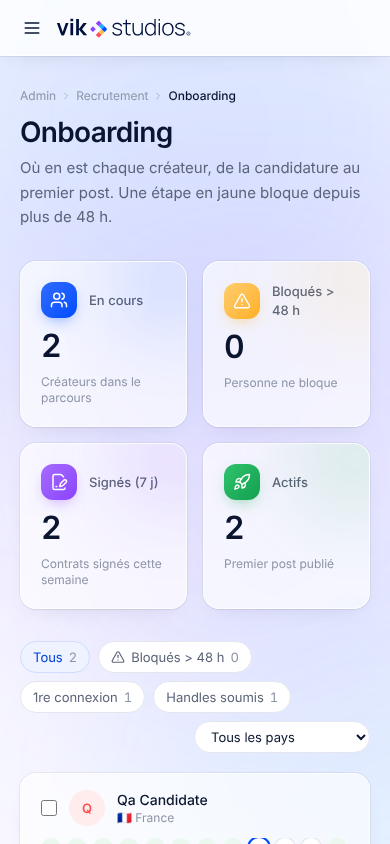 vik studios
Admin > Recrutement > Onboarding
Onboarding
Où en est chaque créateur, de la candidature au
premier post. Une étape en jaune bloque depuis
plus de 48 h.
En cours
2
Créateurs dans le
parcours
Bloqués >
48 h
0
Personne ne bloque
Signés (7 j)
2
Contrats signés cette
semaine
Actifs
2
Premier post publié
Tous 2
Bloqués > 48 h 0
1re connexion 1
Handles soumis 1
Tous les pays
Q
Qa Candidate
🇫🇷 France